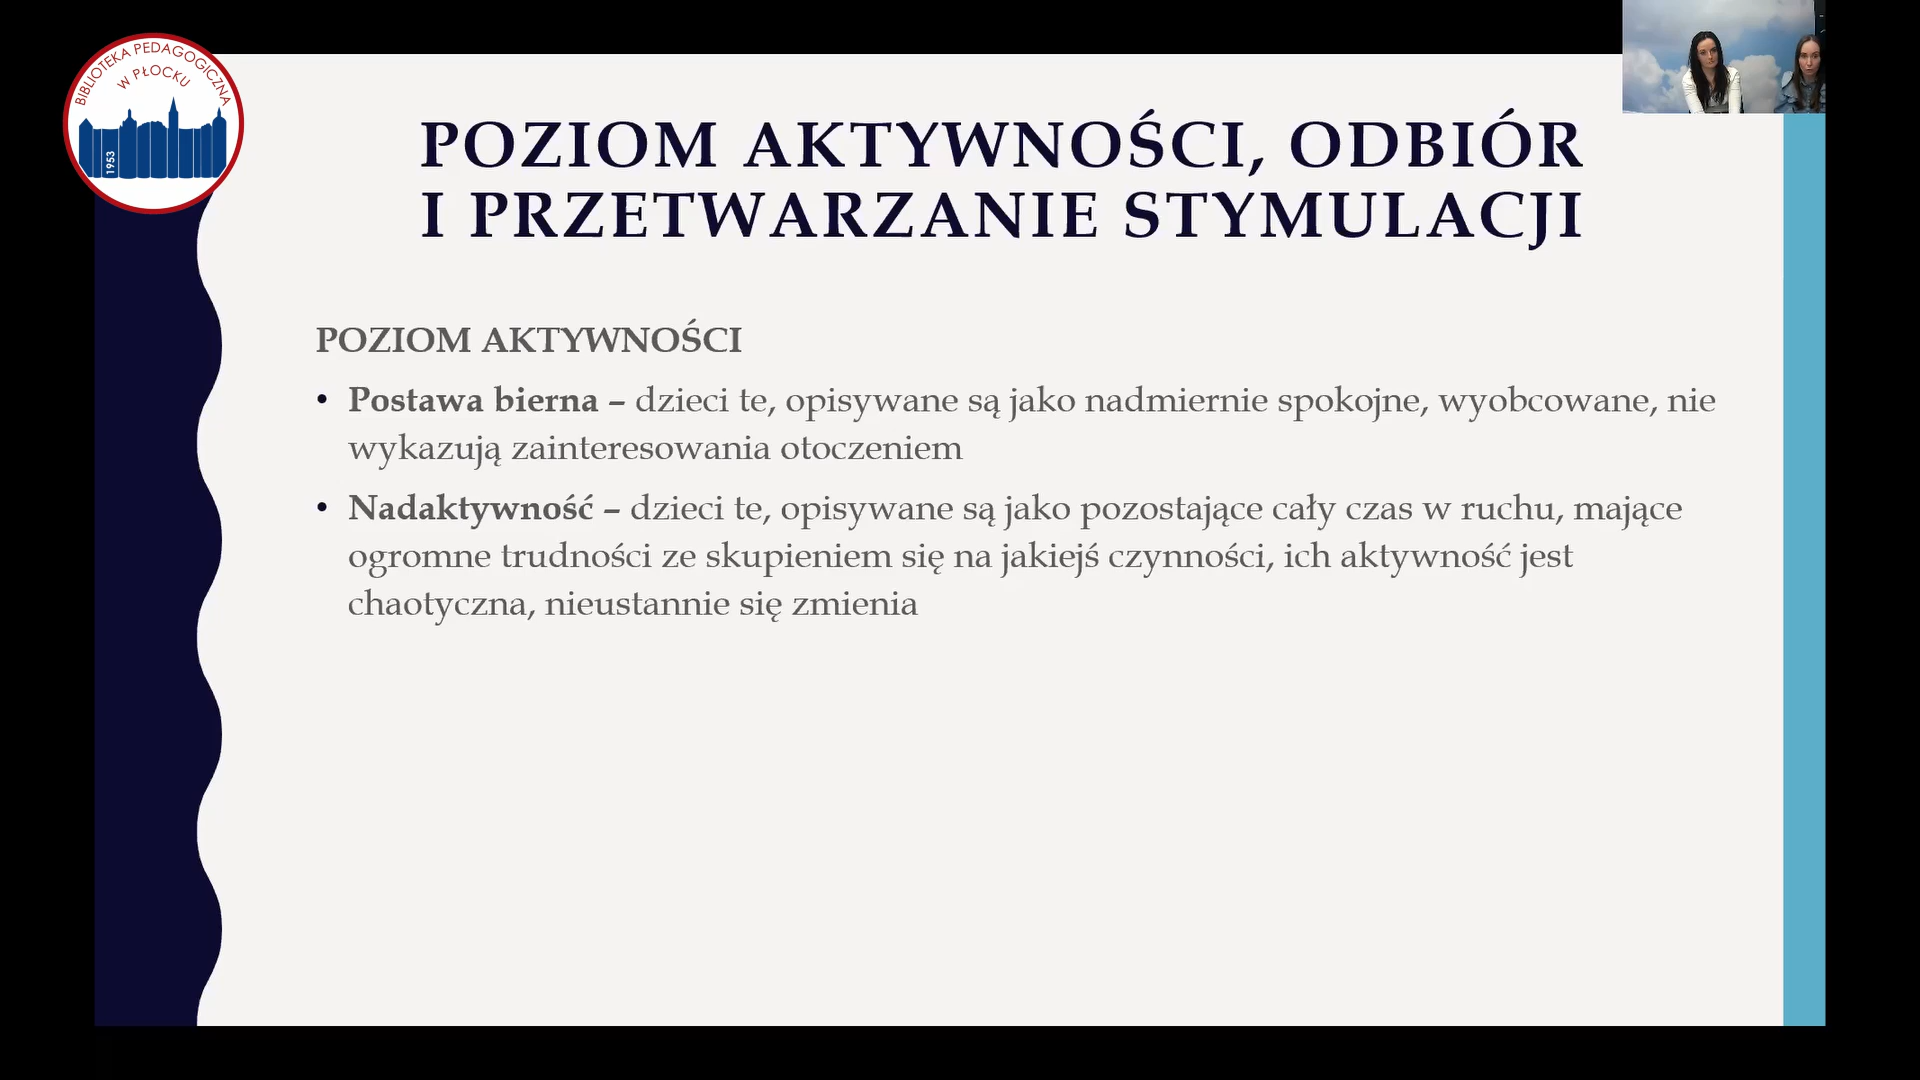 BIBLIOTEKA PEDAGOGICZNA
W PŁOCKU
1953
POZIOM AKTYWNOŚCI, ODBIÓR
I PRZETWARZANIE STYMULACJI
POZIOM AKTYWNOŚCI
• Postawa bierna – dzieci te, opisywane są jako nadmiernie spokojne, wyobcowane, nie
wykazują zainteresowania otoczeniem
• Nadaktywność – dzieci te, opisywane są jako pozostające cały czas w ruchu, mające
ogromne trudności ze skupieniem się na jakiejś czynności, ich aktywność jest
chaotyczna, nieustannie się zmienia